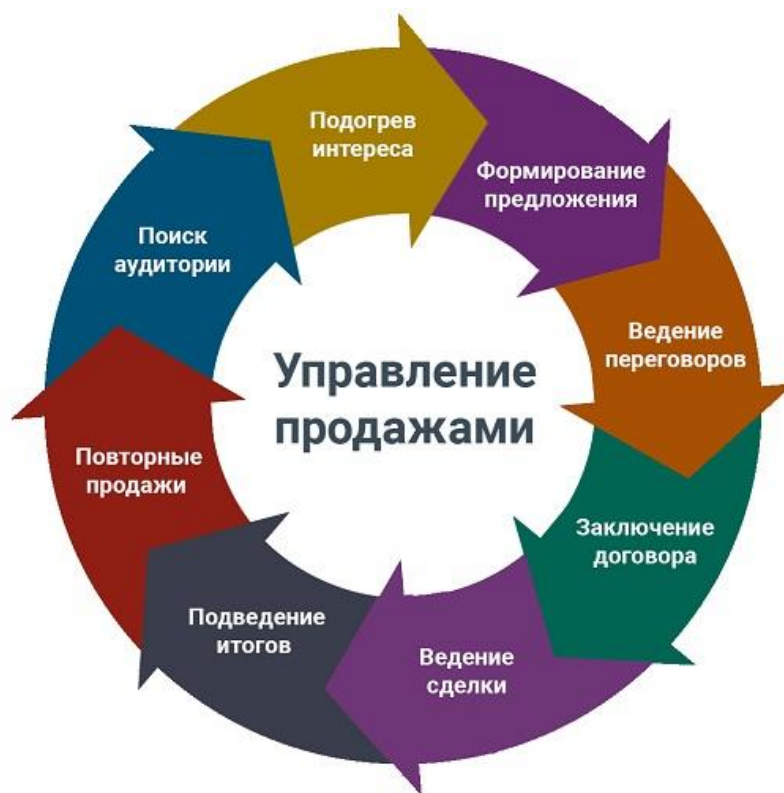 Подогрев
интереса
Формирование
предложения
Ведение
переговоров
Заключение
договора
Ведение
сделки
Подведение
итогов
Повторные
продажи
Поиск
аудитории
Управление
продажами